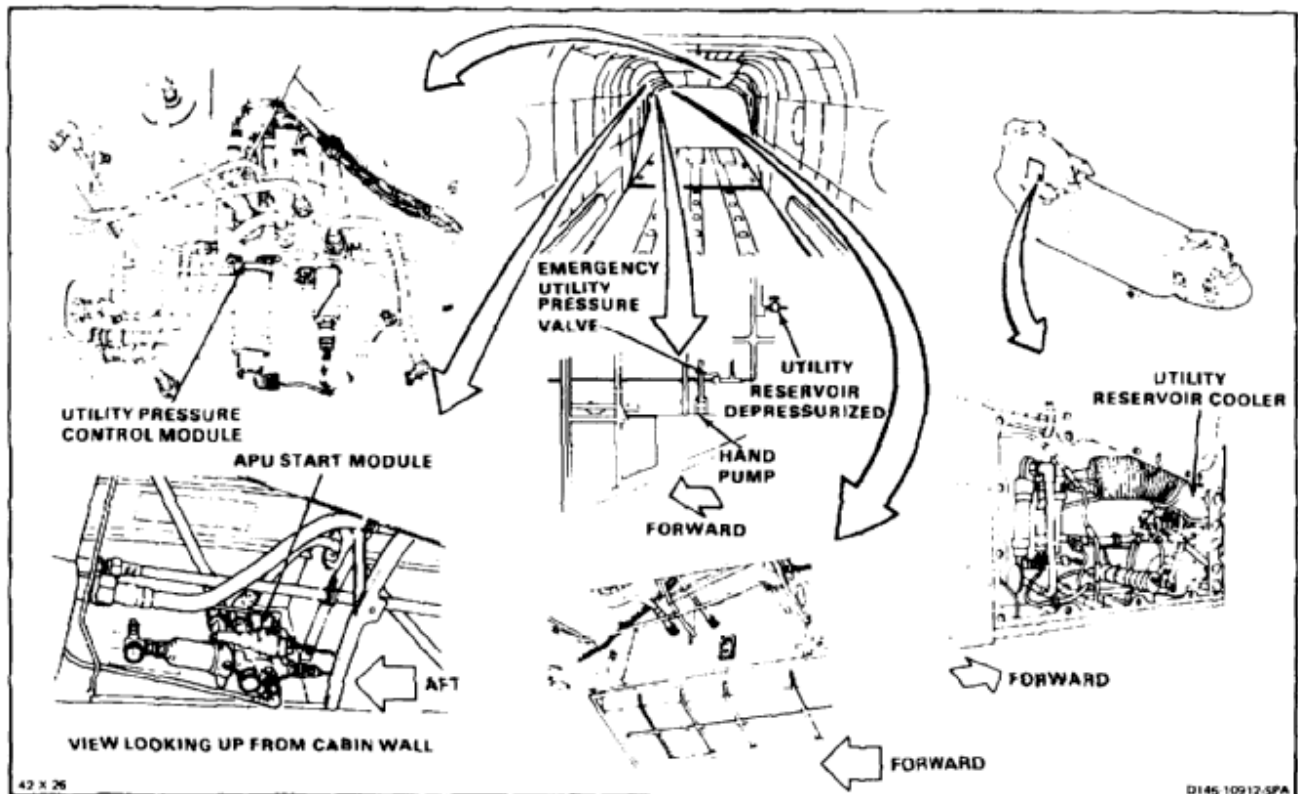 EMERGENCY
UTILITY
PRESSURE
VALVE
UTILITY
RESERVOIR
DEPRESSURIZED
HAND
PUMP
FORWARD
UTILITY PRESSURE
CONTROL MODULE
APU START MODULE
AFT
VIEW LOOKING UP FROM CABIN WALL
FORWARD
UTILITY
RESERVOIR COOLER
FORWARD
42 X 26
D146-10912-SPA